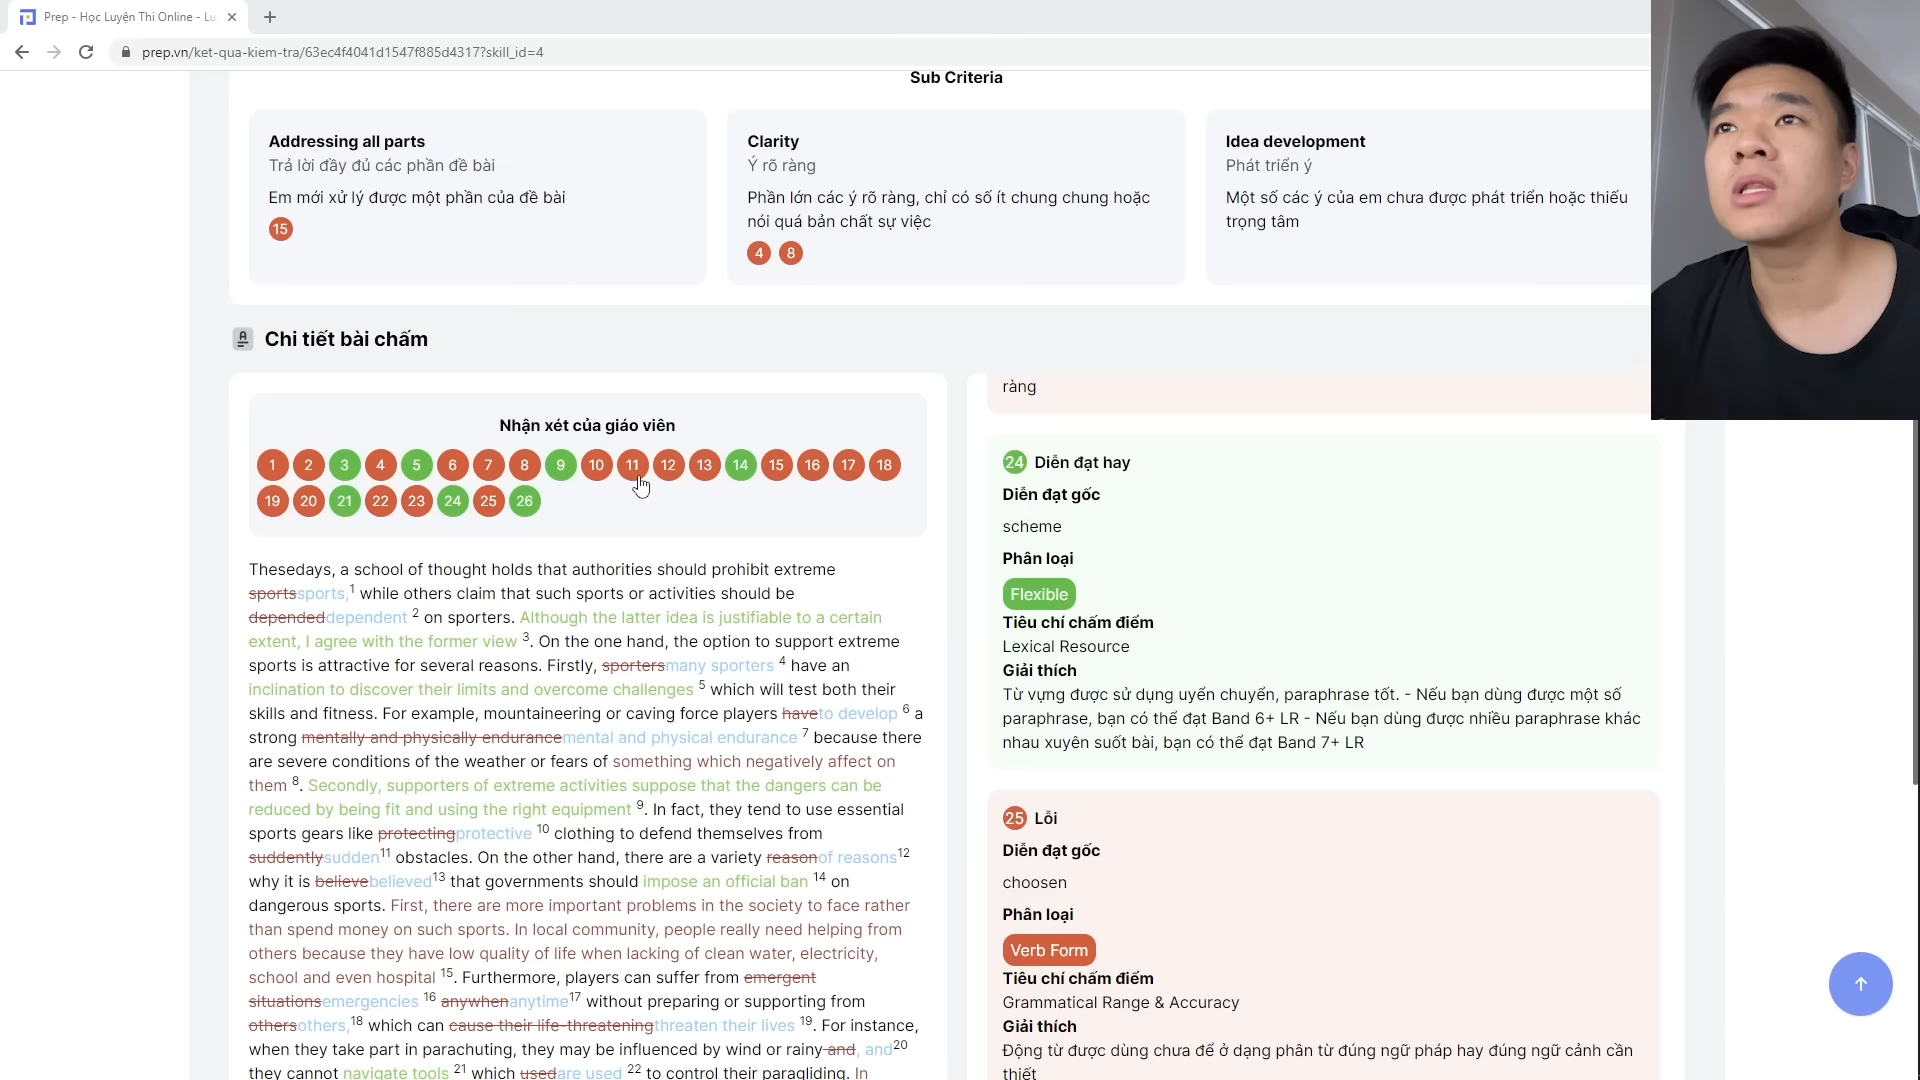 Prep - Học Luyện Thi Online - Lu
prep.vn/ket-qua-kiem-tra/63ec4f4041d1547f885d4317?skill_id=4
Sub Criteria
Addressing all parts
Trả lời đầy đủ các phần đề bài
Em mới xử lý được một phần của đề bài
15
Clarity
Ý rõ ràng
Phần lớn các ý rõ ràng, chỉ có số ít chung chung hoặc
nói quá bản chất sự việc
4 8
Idea development
Phát triển ý
Một số các ý của em chưa được phát triển hoặc thiếu
trọng tâm
Chi tiết bài chấm
Nhận xét của giáo viên
1 2 3 4 5 6 7 8 9 10 11 12 13 14 15 16 17 18
19 20 21 22 23 24 25 26
Thesedays, a school of thought holds that authorities should prohibit extreme
sportssports,1 while others claim that such sports or activities should be
dependeddependent 2 on sporters. Although the latter idea is justifiable to a certain
extent, I agree with the former view 3. On the one hand, the option to support extreme
sports is attractive for several reasons. Firstly, sportersmany sporters 4 have an
inclination to discover their limits and overcome challenges 5 which will test both their
skills and fitness. For example, mountaineering or caving force players haveto develop 6 a
strong mentally and physically endurancemental and physical endurance 7 because there
are severe conditions of the weather or fears of something which negatively affect on
them 8. Secondly, supporters of extreme activities suppose that the dangers can be
reduced by being fit and using the right equipment 9. In fact, they tend to use essential
sports gears like protectingprotective 10 clothing to defend themselves from
suddentlysudden11 obstacles. On the other hand, there are a variety reasonof reasons12
why it is believebelieved13 that governments should impose an official ban 14 on
dangerous sports. First, there are more important problems in the society to face rather
than spend money on such sports. In local community, people really need helping from
others because they have low quality of life when lacking of clean water, electricity,
school and even hospital 15. Furthermore, players can suffer from emergent
situationsemergencies 16 anywhenanytime17 without preparing or supporting from
othersothers,18 which can cause their life-threateningthreaten their lives 19. For instance,
when they take part in parachuting, they may be influenced by wind or rainy and, and20
they cannot navigate tools 21 which usedare used 22 to control their paragliding. In
ràng
24 Diễn đạt hay
Diễn đạt gốc
scheme
Phân loại
Flexible
Tiêu chí chấm điểm
Lexical Resource
Giải thích
Từ vựng được sử dụng uyển chuyển, paraphrase tốt. - Nếu bạn dùng được một số
paraphrase, bạn có thể đạt Band 6+ LR - Nếu bạn dùng được nhiều paraphrase khác
nhau xuyên suốt bài, bạn có thể đạt Band 7+ LR
25 Lỗi
Diễn đạt gốc
choosen
Phân loại
Verb Form
Tiêu chí chấm điểm
Grammatical Range & Accuracy
Giải thích
Động từ được dùng chưa để ở dạng phân từ đúng ngữ pháp hay đúng ngữ cảnh cần
thiết